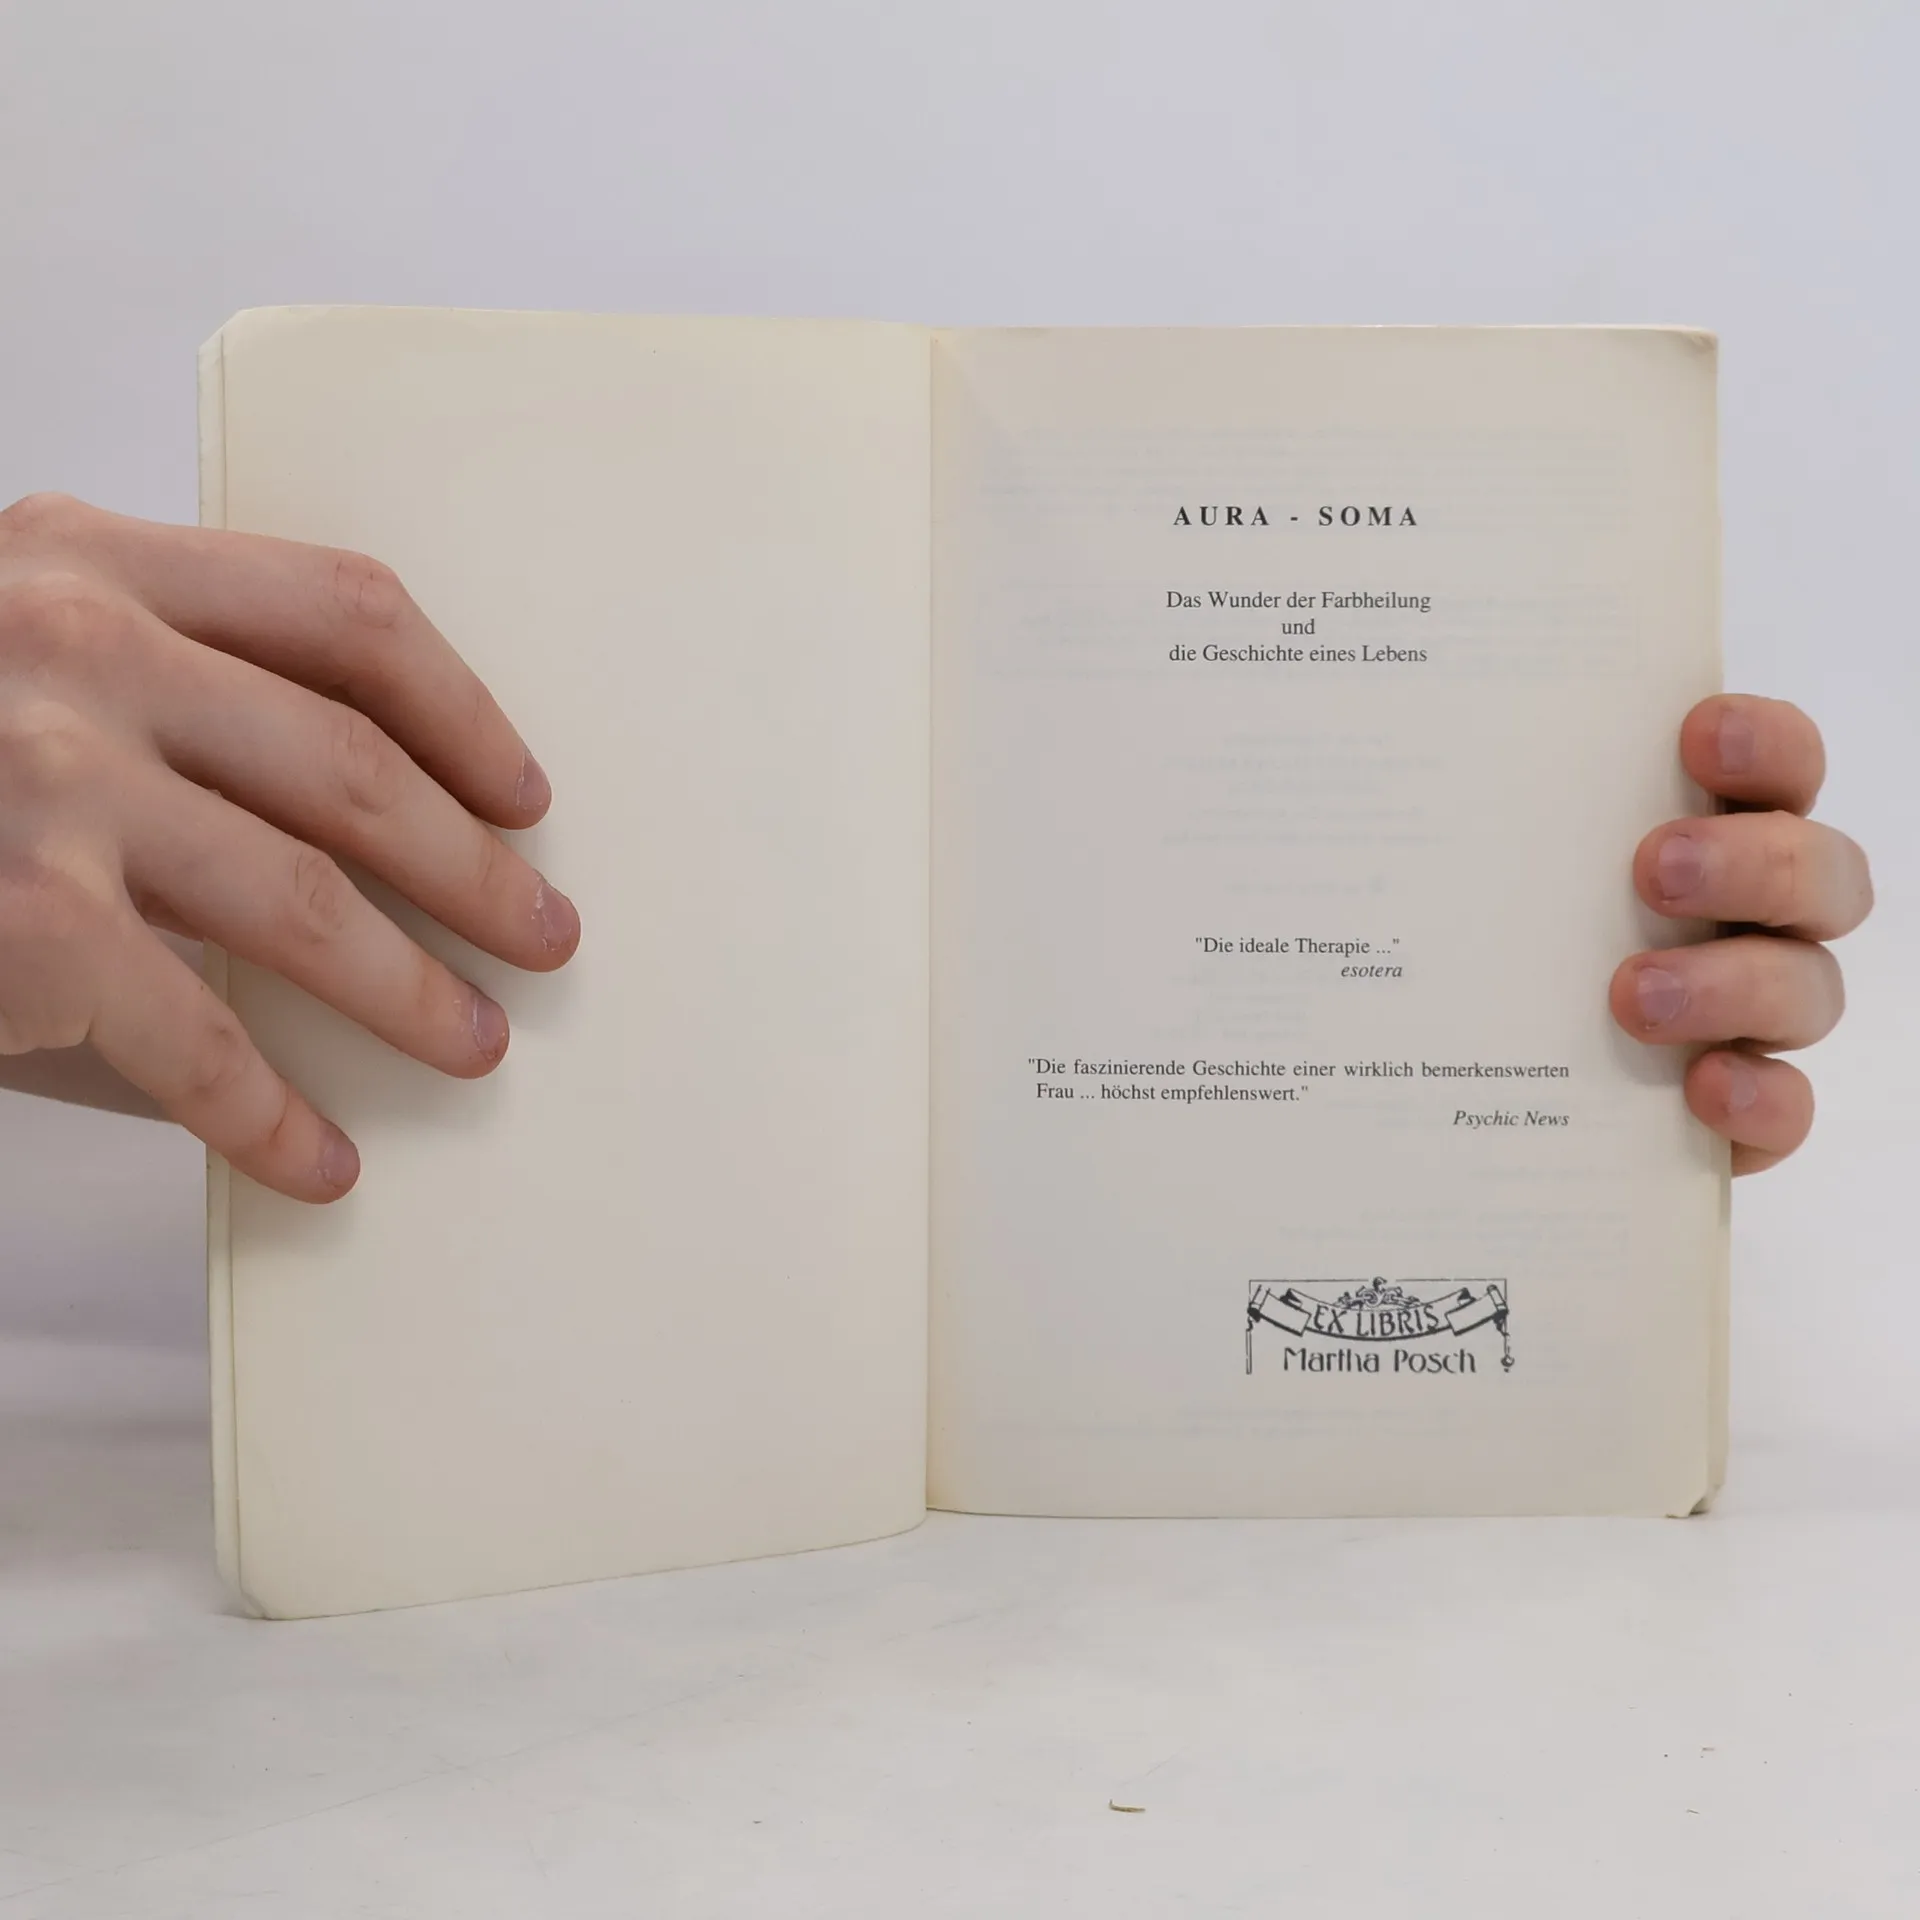 AURA - SOMA
Das Wunder der Farbheilung
und
die Geschichte eines Lebens
"Die ideale Therapie ..."
esotera
"Die faszinierende Geschichte einer wirklich bemerkenswerten
Frau ... höchst empfehlenswert."
Psychic News
EX LIBRIS
Martha Posch